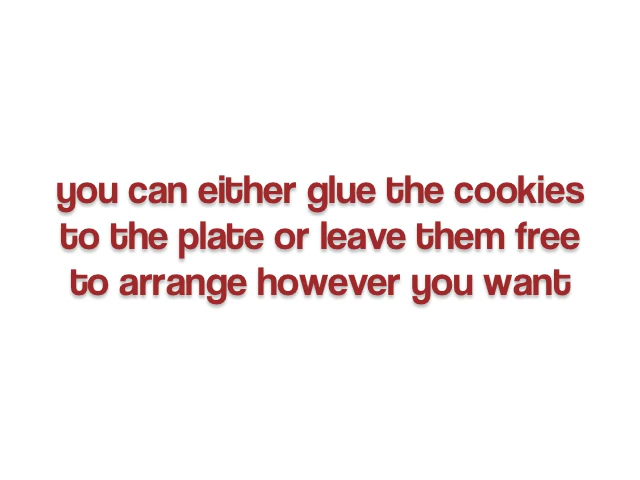 you can either glue the cookies
to the plate or leave them free
to arrange however you want